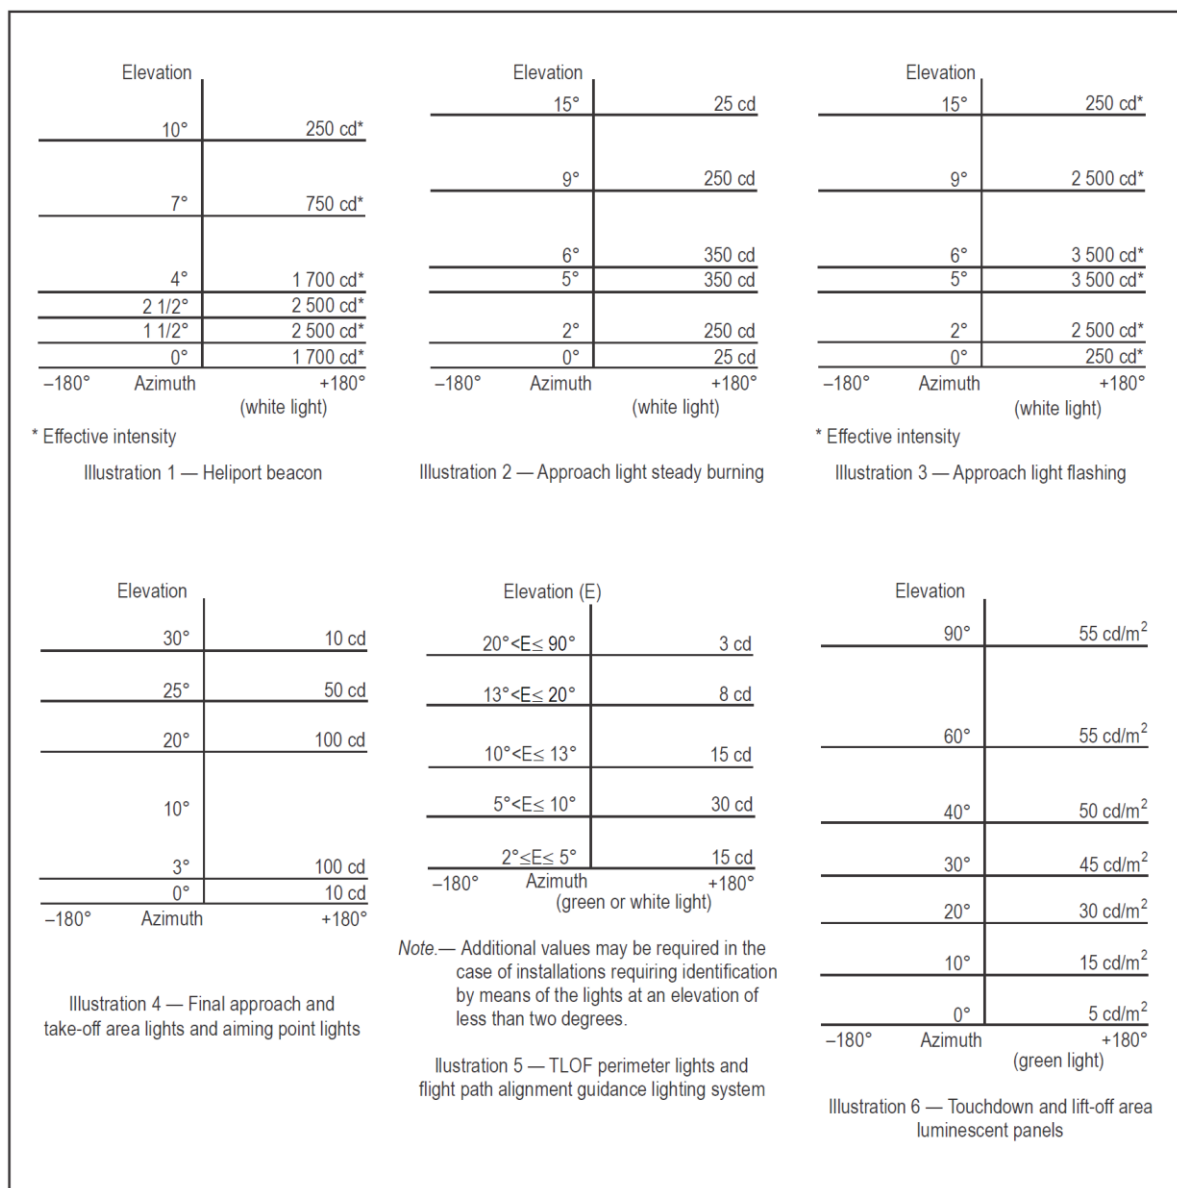 Elevation
10° 250 cd*
7° 750 cd*
4° 1 700 cd*
2 1/2° 2 500 cd*
1 1/2° 2 500 cd*
0° 1 700 cd*
–180° Azimuth +180°
(white light)
* Effective intensity
Illustration 1 — Heliport beacon
Elevation
15° 25 cd
9° 250 cd
6° 350 cd
5° 350 cd
2° 250 cd
0° 25 cd
–180° Azimuth +180°
(white light)
Illustration 2 — Approach light steady burning
Elevation
15° 250 cd*
9° 2 500 cd*
6° 3 500 cd*
5° 3 500 cd*
2° 2 500 cd*
0° 250 cd*
–180° Azimuth +180°
(white light)
* Effective intensity
Illustration 3 — Approach light flashing
Elevation
30° 10 cd
25° 50 cd
20° 100 cd
10°
3° 100 cd
0° 10 cd
–180° Azimuth +180°
Illustration 4 — Final approach and
take-off area lights and aiming point lights
Elevation (E)
20°<E≤ 90° 3 cd
13°<E≤ 20° 8 cd
10°<E≤ 13° 15 cd
5°<E≤ 10° 30 cd
2°≤E≤ 5° 15 cd
–180° Azimuth +180°
(green or white light)
Note.— Additional values may be required in the
case of installations requiring identification
by means of the lights at an elevation of
less than two degrees.
Illustration 5 — TLOF perimeter lights and
flight path alignment guidance lighting system
Elevation
90° 55 cd/m²
60° 55 cd/m²
40° 50 cd/m²
30° 45 cd/m²
20° 30 cd/m²
10° 15 cd/m²
0° 5 cd/m²
–180° Azimuth +180°
(green light)
Illustration 6 — Touchdown and lift-off area
luminescent panels